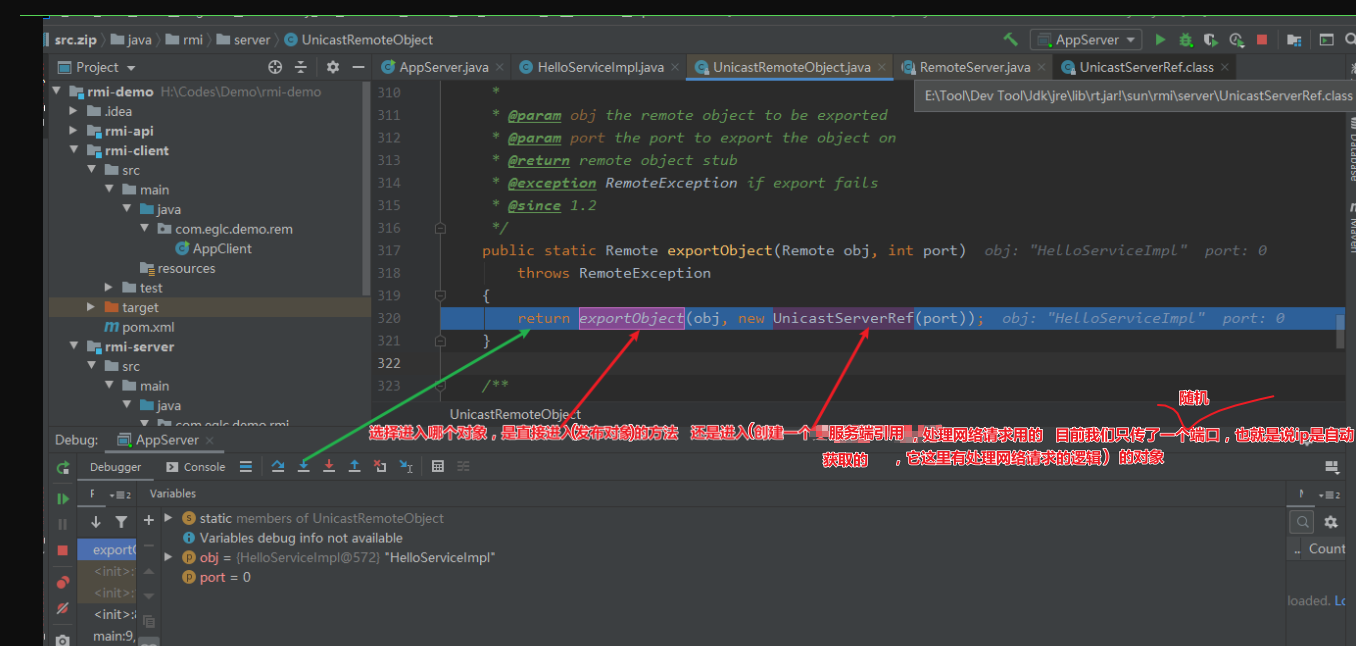 src.zip java rmi server UnicastRemoteObject AppServer
Project AppServer.java HelloServiceImpl.java UnicastRemoteObject.java RemoteServer.java UnicastServerRef.class
E:\Tool\Dev Tool\Jdk\jre\lib\rt.jar!\sun\rmi\server\UnicastServerRef.class
rmi-demo H:\Codes\Demo\rmi-demo
.idea
rmi-api
rmi-client
src
main
java
com.eglc.demo.rem
AppClient
resources
test
target
pom.xml
rmi-server
src
main
java
310 *
311 * @param obj the remote object to be exported
312 * @param port the port to export the object on
313 * @return remote object stub
314 * @exception RemoteException if export fails
315 * @since 1.2
316 */
317 public static Remote exportObject(Remote obj, int port) obj: "HelloServiceImpl" port: 0
318 throws RemoteException
319 {
320 return exportObject(obj, new UnicastServerRef(port)); obj: "HelloServiceImpl" port: 0
321 }
322
323 /**
UnicastRemoteObject
Database
Maven
随机
选择进入哪个对象，是直接进入(发布对象)的方法 还是进入(创建一个 服务端引用 ，处理网络请求用的 目前我们只传了一个端口，也就是说ip是自动
获取的 ，它这里有处理网络请求的逻辑）的对象
Debug: AppServer
Debugger Console
Variables
static members of UnicastRemoteObject
Variables debug info not available
obj = {HelloServiceImpl@572} "HelloServiceImpl"
port = 0
export
<init>:
<init>:
<init>:
main:9,
Count
loaded. Lo